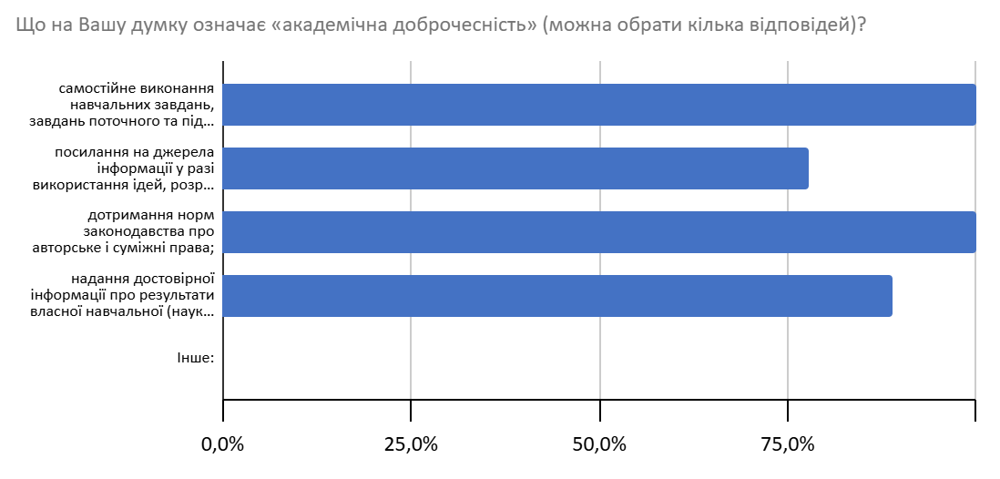 Що на Вашу думку означає «академічна доброчесність» (можна обрати кілька відповідей)?
самостійне виконання
навчальних завдань,
завдань поточного та під...
посилання на джерела
інформації у разі
використання ідей, розр...
дотримання норм
законодавства про
авторське і суміжні права;
надання достовірної
інформації про результати
власної навчальної (наук...
Інше:
0,0% 25,0% 50,0% 75,0%